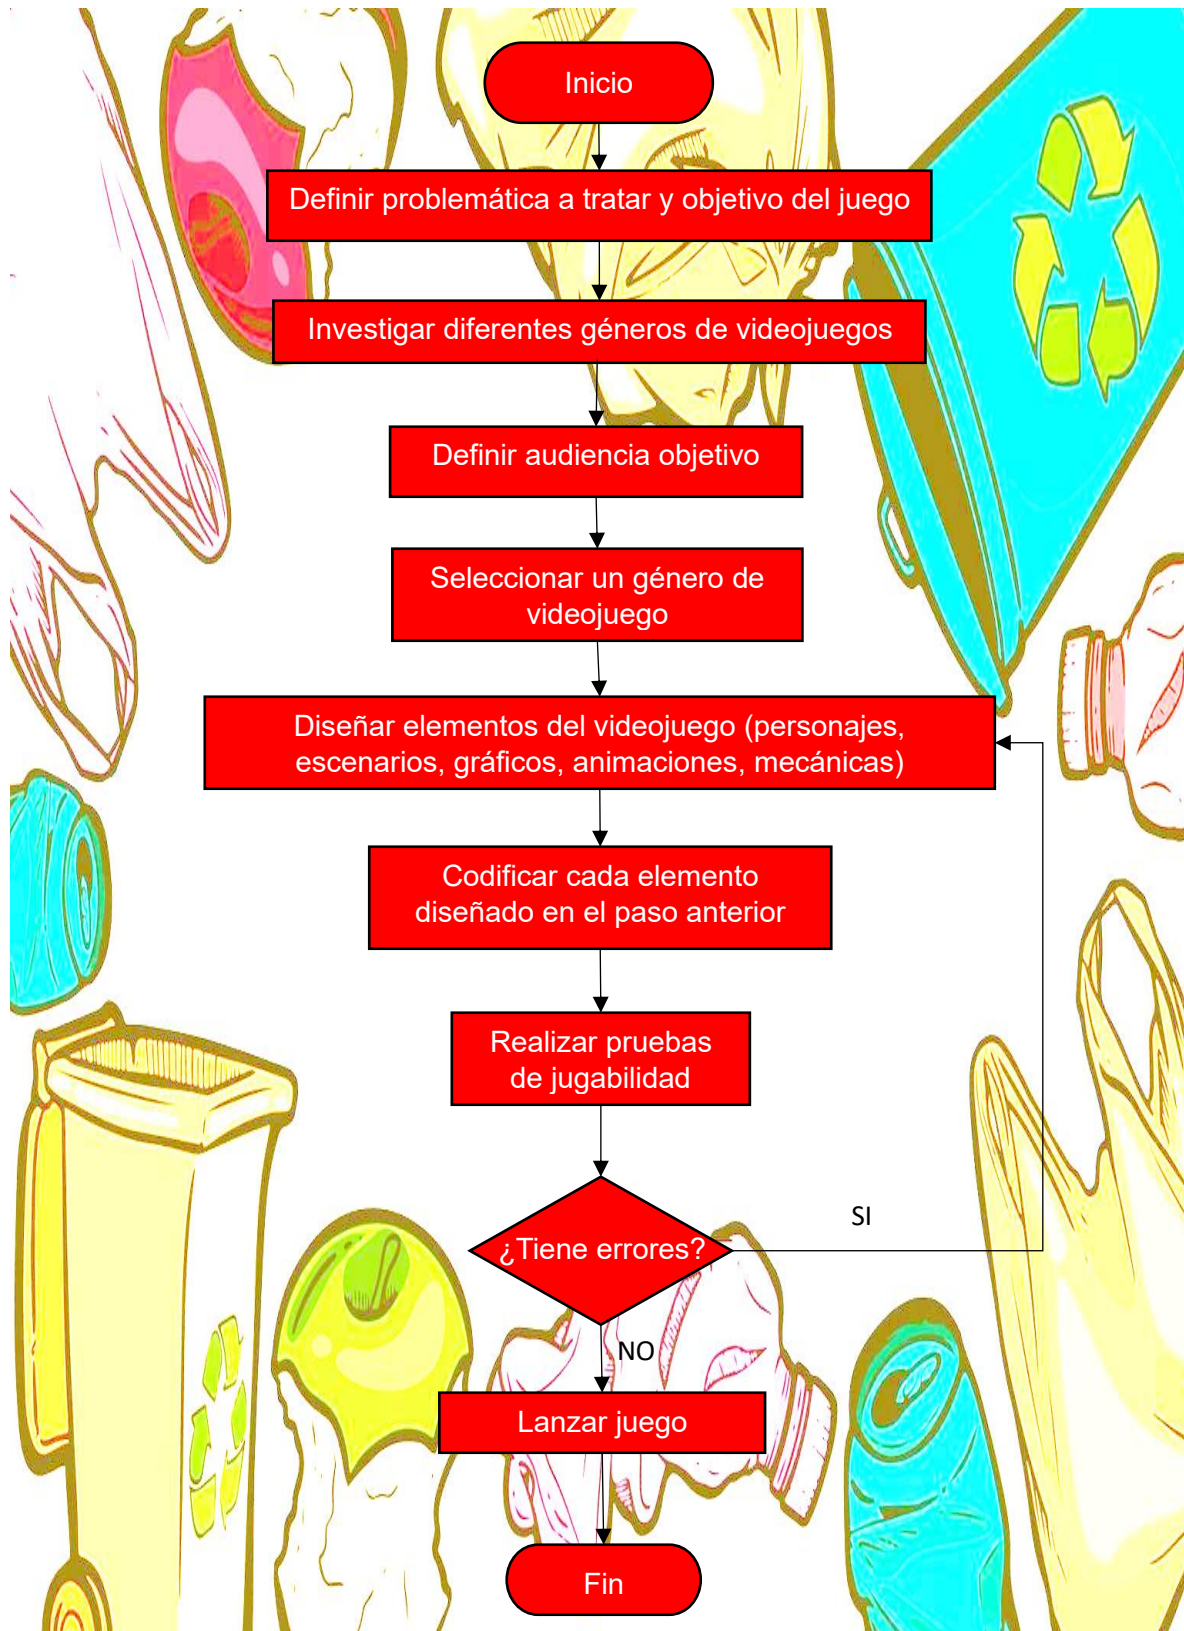 Inicio
Definir problemática a tratar y objetivo del juego
Investigar diferentes géneros de videojuegos
Definir audiencia objetivo
Seleccionar un género de
videojuego
Diseñar elementos del videojuego (personajes,
escenarios, gráficos, animaciones, mecánicas)
Codificar cada elemento
diseñado en el paso anterior
Realizar pruebas
de jugabilidad
¿Tiene errores?
SI
NO
Lanzar juego
Fin